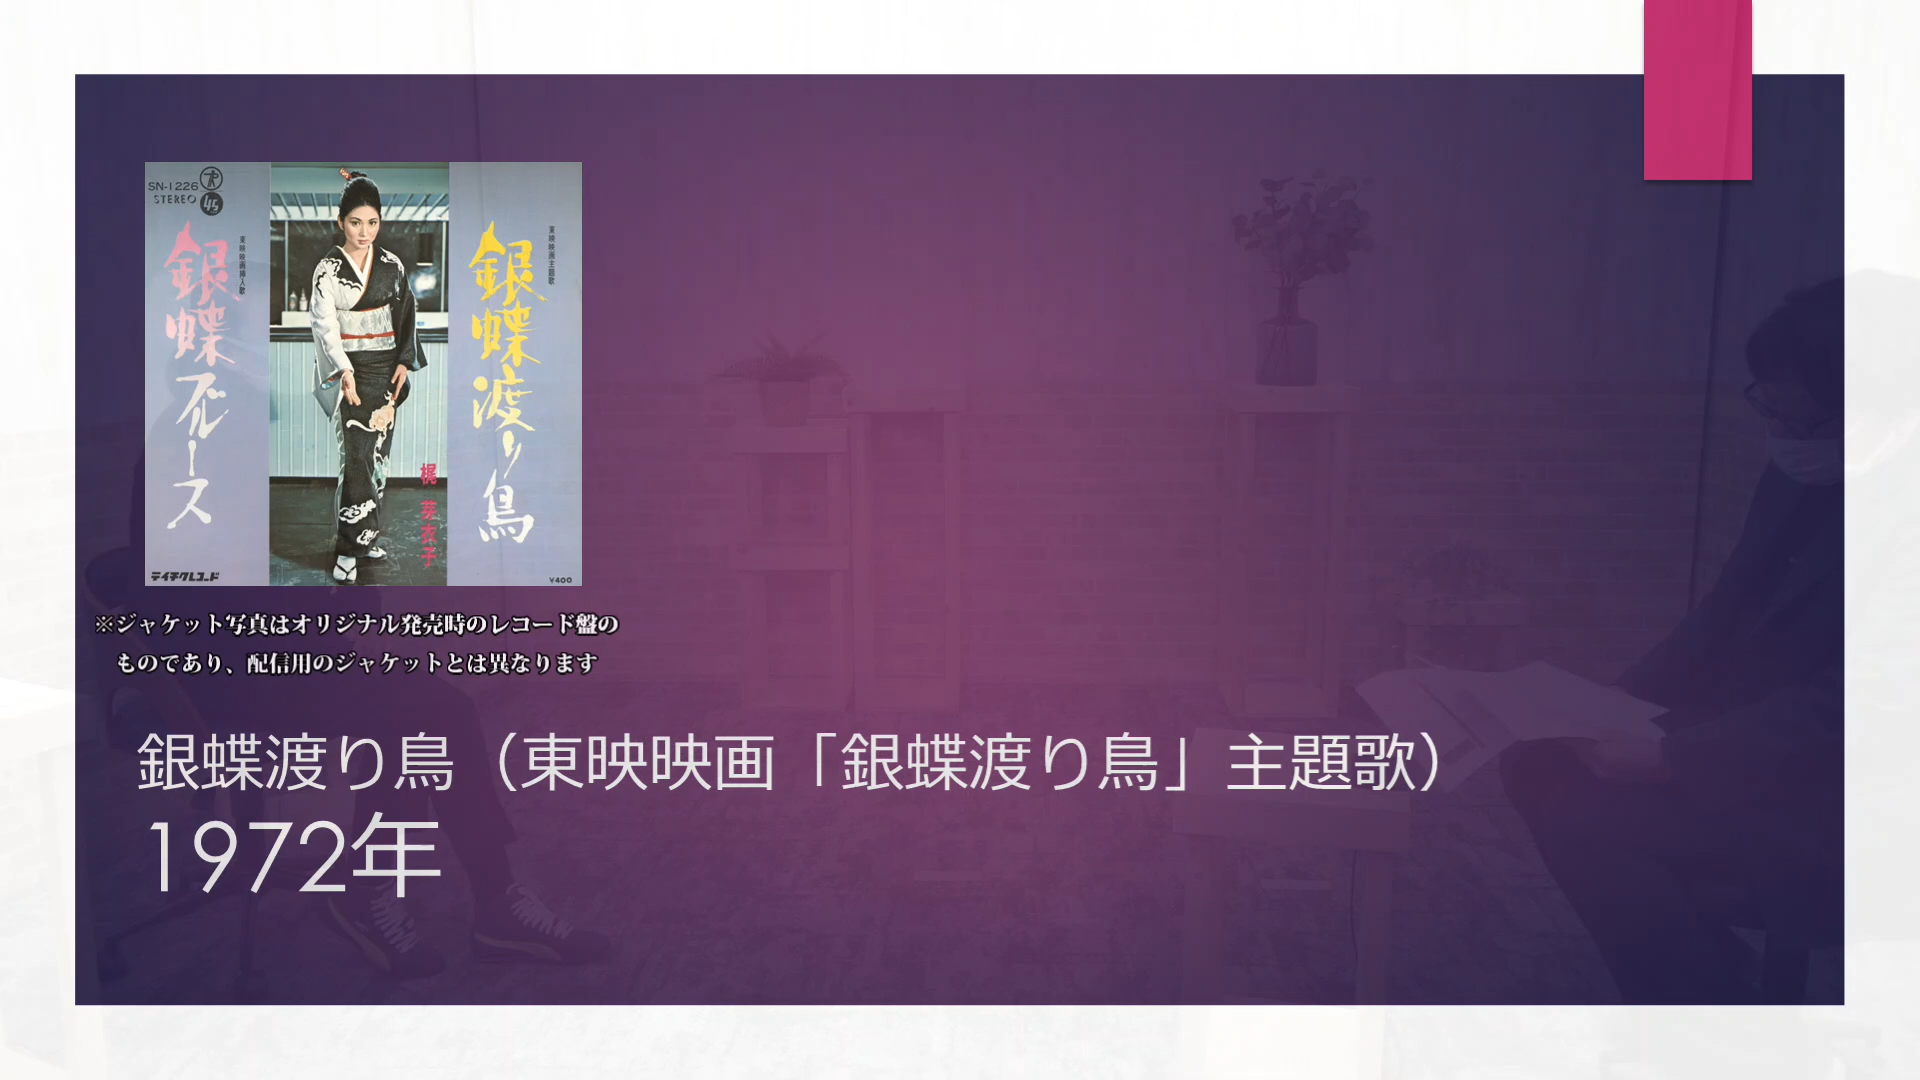 SN-1226
STEREO
45
東映映画主題歌
銀蝶渡り鳥
東映映画挿入歌
銀蝶ブルース
梶芽衣子
テイチクレコード
¥400
※ジャケット写真はオリジナル発売時のレコード盤の
ものであり、配信用のジャケットとは異なります
銀蝶渡り鳥（東映映画「銀蝶渡り鳥」主題歌）
1972年